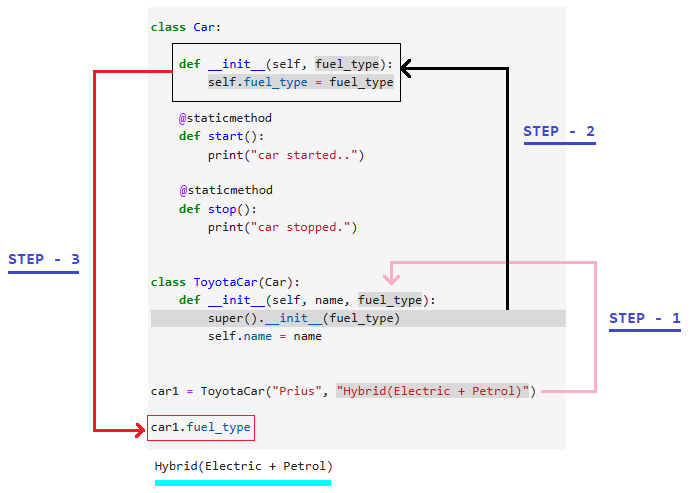 class Car:
def __init__(self, fuel_type):
self.fuel_type = fuel_type
@staticmethod
def start():
print("car started..")
STEP - 2
@staticmethod
def stop():
print("car stopped.")
STEP - 3
class ToyotaCar(Car):
def __init__(self, name, fuel_type):
super().__init__(fuel_type)
STEP - 1
self.name = name
car1 = ToyotaCar("Prius", "Hybrid(Electric + Petrol)")
car1.fuel_type
Hybrid(Electric + Petrol)